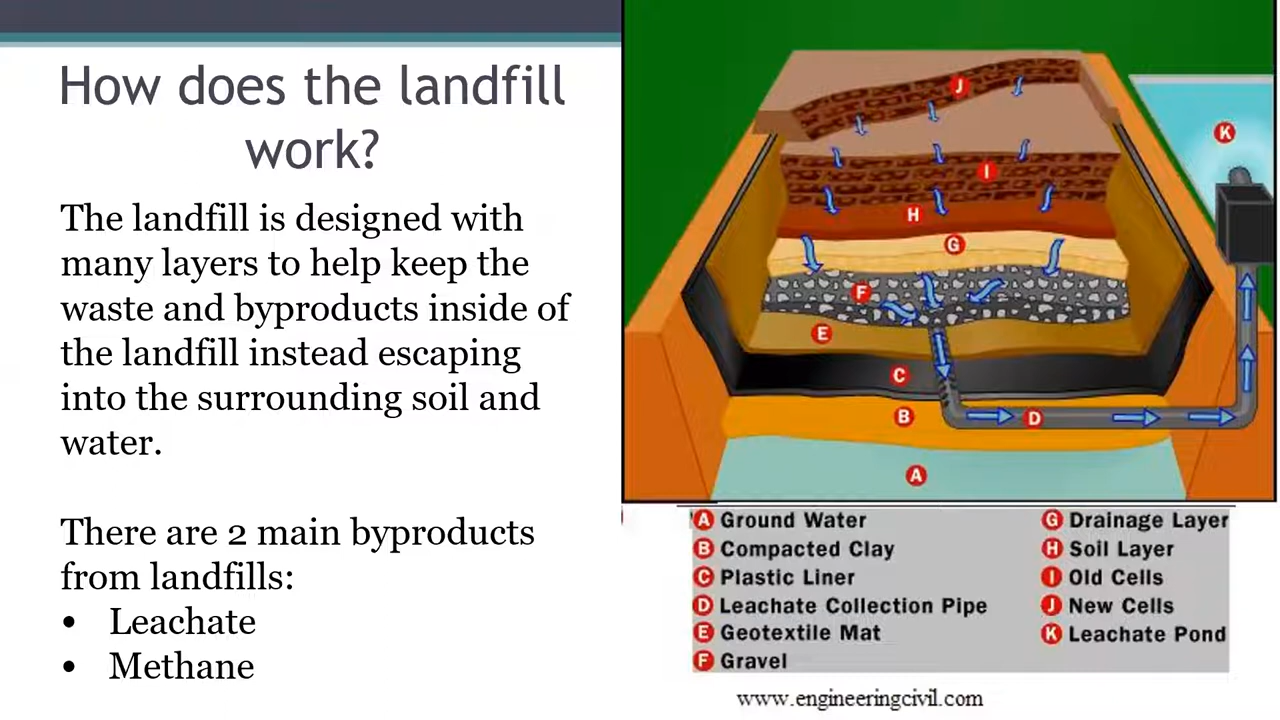 How does the landfill
work?
The landfill is designed with
many layers to help keep the
waste and byproducts inside of
the landfill instead escaping
into the surrounding soil and
water.
There are 2 main byproducts
from landfills:
• Leachate
• Methane
J
K
I
H
G
F
E
C
B
D
A
A Ground Water
B Compacted Clay
C Plastic Liner
D Leachate Collection Pipe
E Geotextile Mat
F Gravel
G Drainage Layer
H Soil Layer
I Old Cells
J New Cells
K Leachate Pond
www.engineeringcivil.com